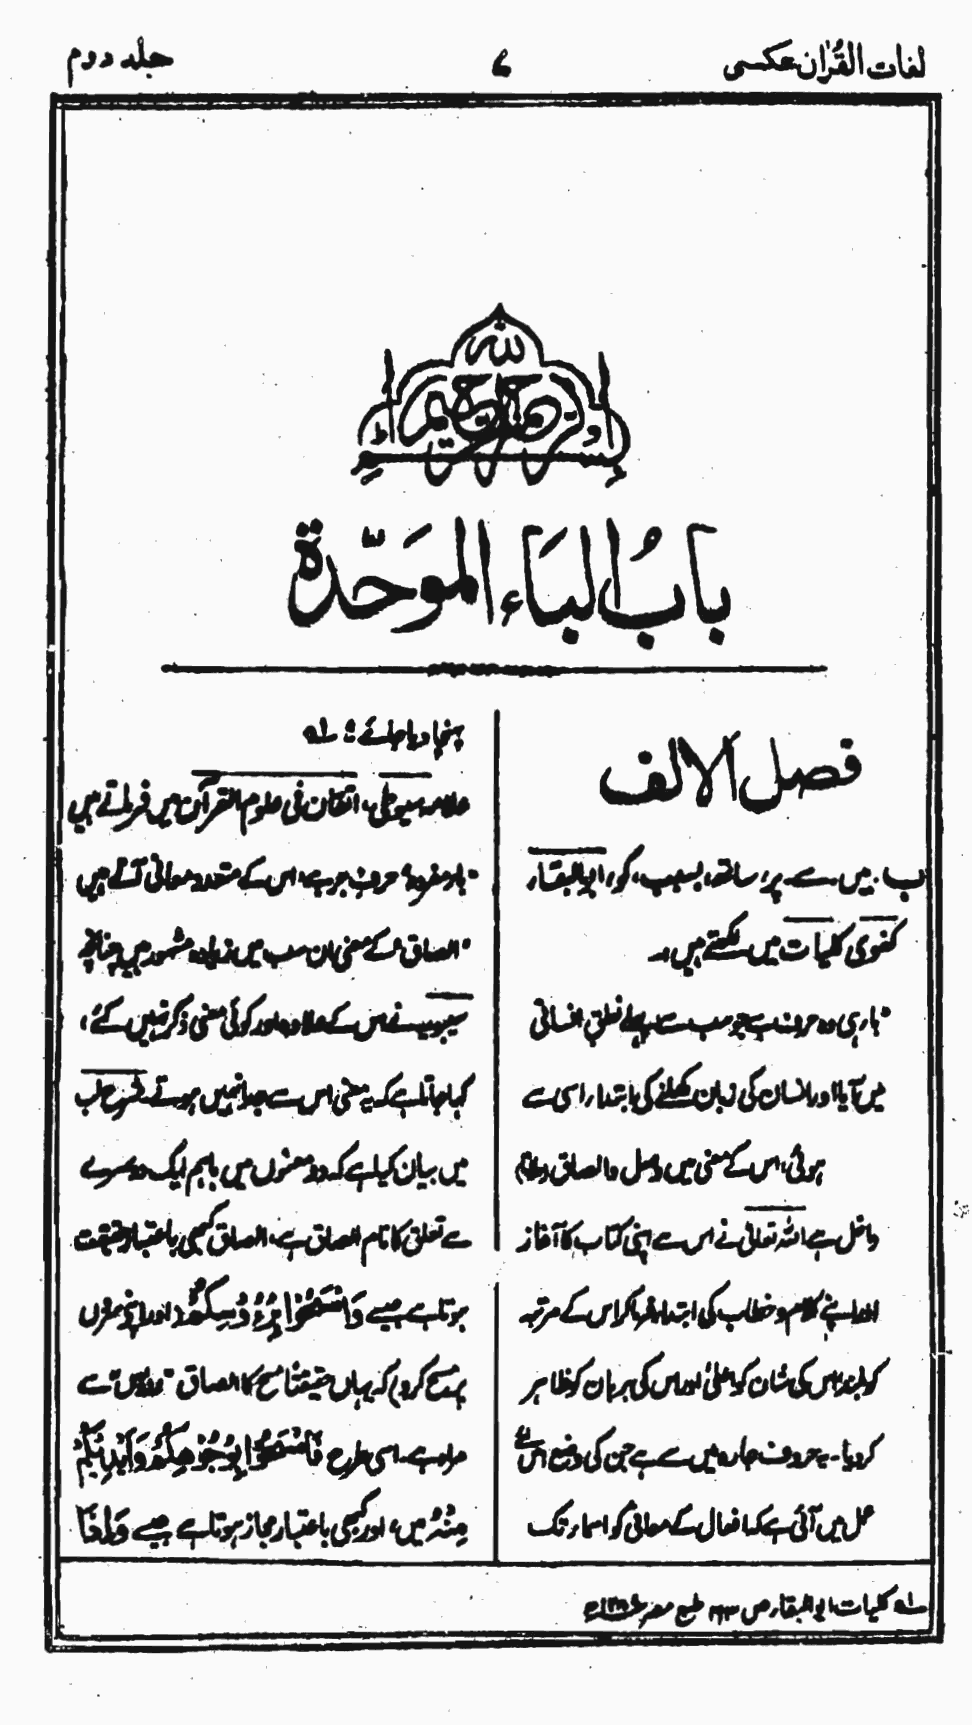 لغات القرآن عکسی
۷
جلد دوم
بسم اللہ الرحمن الرحیم
بابُ الباء الموَحّدة
فصل الالف
ب۔ میں۔ سے۔ پر، ساتھ، بسبب، کو، ابوالبقاء
کفوی کلیات میں لکھتے ہیں:۔
"باء ہی وہ حرف ہے جو سب سے پہلے نطقِ انسانی
میں آیا اور انسان کی زبان کھلنے کی ابتداء اسی سے
ہوئی، اس کے معنی میں وصل و الصاق (ملانا)
داخل ہے اللہ تعالیٰ نے اس سے اپنی کتاب کا آغاز
اور اپنے کلام و خطاب کی ابتداء فرما کر اس کے مرتبہ
کو بلند، اس کی شان کو اعلیٰ اور اس کی برہان کو ظاہر
کر دیا۔ یہ حروف جارہ میں سے ہے جن کی وضع اس لئے
عمل میں آئی ہے کہ افعال کے معانی کو اسماء تک
پہنچا دیا جائے: لہ
علامہ سیوطی، اتقان فی علوم القرآن میں فرماتے ہیں
"باء مفردہ حرف جر ہے، اس کے متعدد معانی آتے ہیں
"الصاق" کے معنی ان سب میں زیادہ مشہور ہیں چنانچہ
سیبویہ نے اس کے علاوہ اور کوئی معنی ذکر نہیں کئے،
کہا جاتا ہے کہ یہ معنی اس سے جدا نہیں ہوتے۔ شرح لب
میں بیان کیا ہے کہ دو معنوں میں باہم ایک دوسرے
سے تعلق کا نام الصاق ہے، الصاق کبھی باعتبار حقیقت
ہوتا ہے جیسے وَامْسَحُوْا بِرُءُوْسِكُمْ (اور اپنے سروں
پر مسح کرو) کہ یہاں حقیقتاً مسح کا الصاق "رءوس" سے
مراد ہے۔ اسی طرح فَامْسَحُوْا بِوُجُوْهِكُمْ وَاَيْدِيْكُمْ
مِنْهُ میں، اور کبھی باعتبار مجاز ہوتا ہے جیسے وَاِذَا
لہ کلیات ابوالبقاء ص طبع مصر